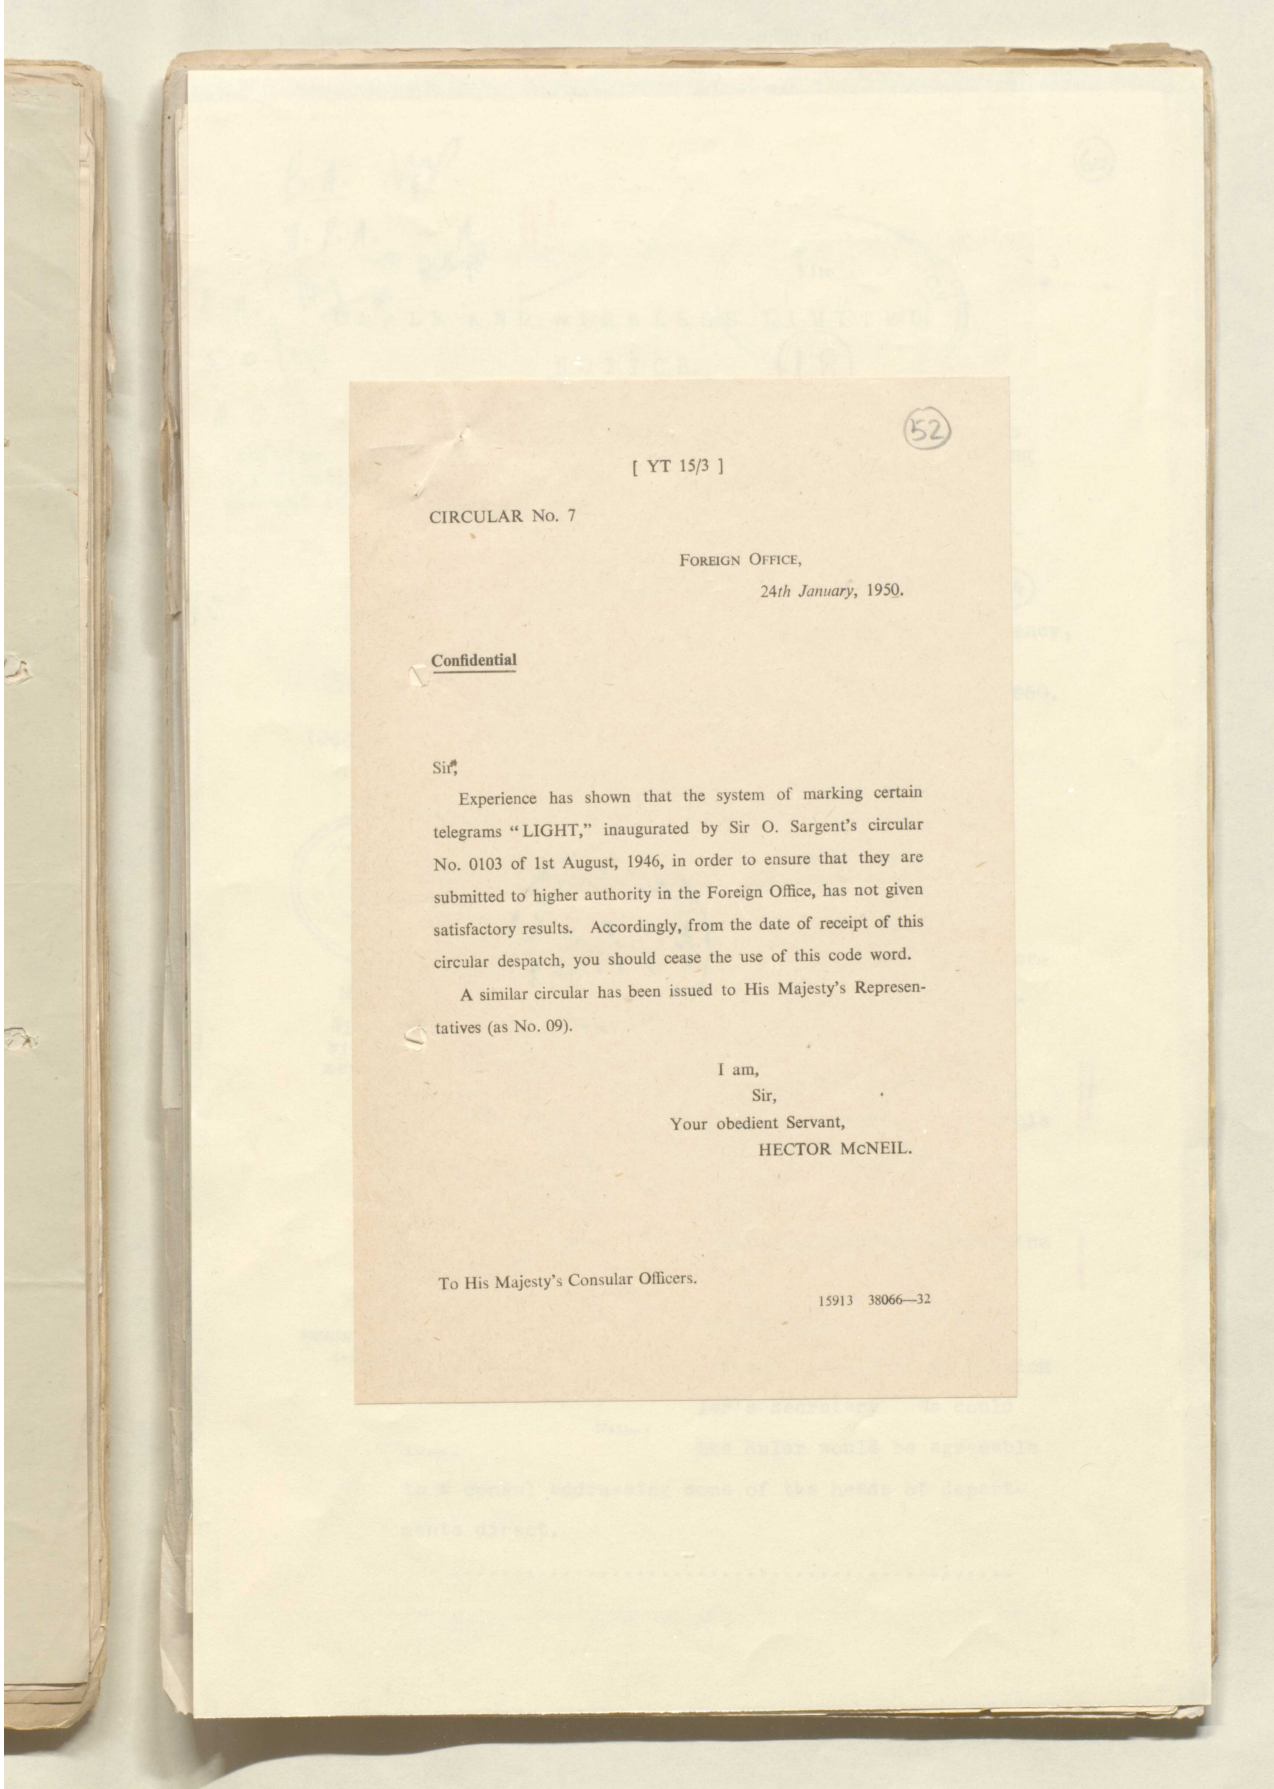 52
[ YT 15/3 ]
CIRCULAR No. 7
FOREIGN OFFICE,
24th January, 1950.
Confidential
Sir,
Experience has shown that the system of marking certain
telegrams "LIGHT," inaugurated by Sir O. Sargent's circular
No. 0103 of 1st August, 1946, in order to ensure that they are
submitted to higher authority in the Foreign Office, has not given
satisfactory results. Accordingly, from the date of receipt of this
circular despatch, you should cease the use of this code word.
A similar circular has been issued to His Majesty's Represen-
tatives (as No. 09).
I am,
Sir,
Your obedient Servant,
HECTOR McNEIL.
To His Majesty's Consular Officers.
15913 38066—32